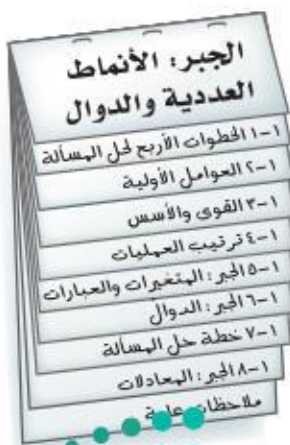 الجبر: الأنماط
العددية والدوال
١-١ الخطوات الأربع لحل المسألة
١-٢ العوامل الأولية
١-٣ القوى والأسس
١-٤ ترتيب العمليات
١-٥ الجبر: المتغيرات والعبارات
١-٦ الجبر: الدوال
١-٧ خطة حل المسألة
١-٨ الجبر: المعادلات
ملاحظات عامة